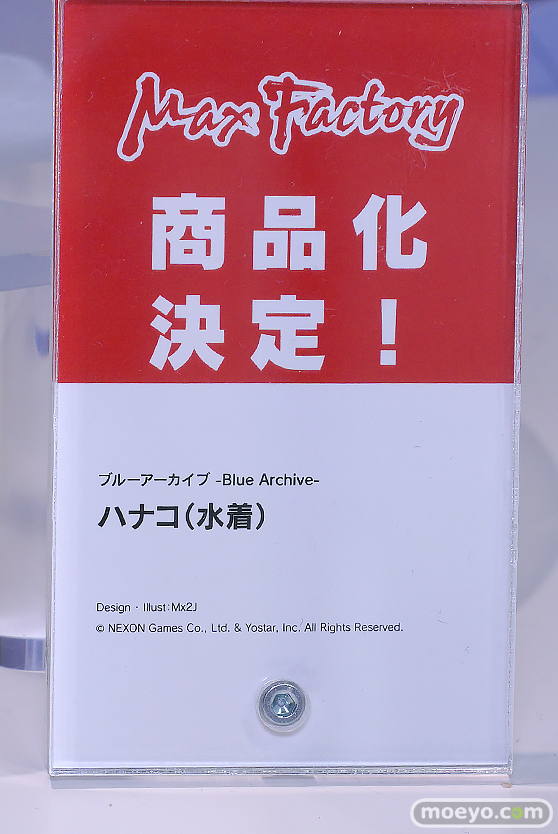 Max Factory
商品化
決定！
ブルーアーカイブ -Blue Archive-
ハナコ（水着）
Design・Illust：Mx2J
© NEXON Games Co., Ltd. & Yostar, Inc. All Rights Reserved.
moeyo.com